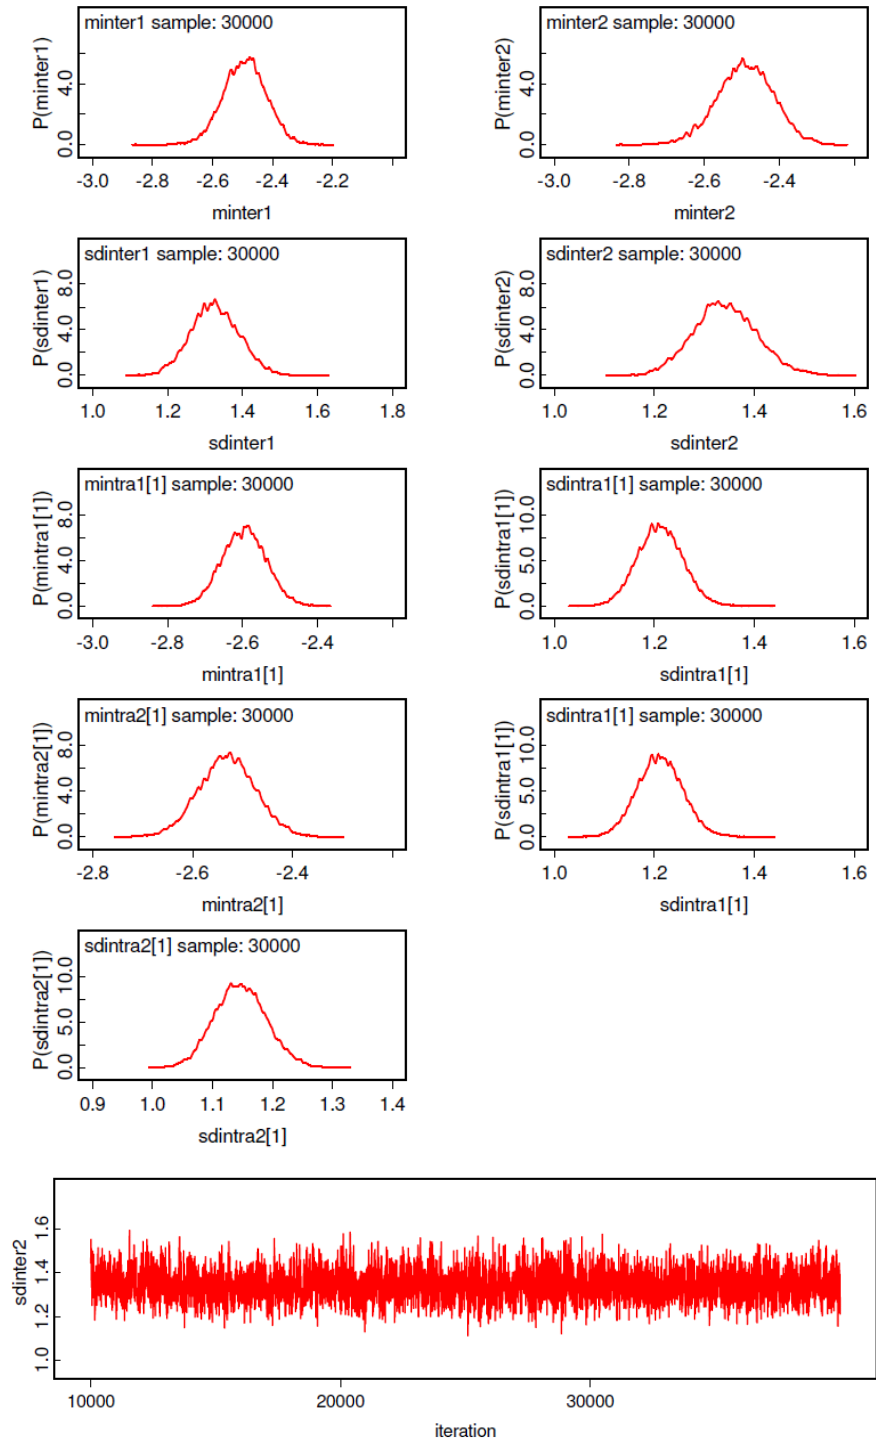 minter1 sample: 30000
P(minter1)
4.0
0.0
-3.0 -2.8 -2.6 -2.4 -2.2
minter1
minter2 sample: 30000
P(minter2)
4.0
0.0
-3.0 -2.8 -2.6 -2.4
minter2
sdinter1 sample: 30000
P(sdinter1)
8.0
4.0
0.0
1.0 1.2 1.4 1.6 1.8
sdinter1
sdinter2 sample: 30000
P(sdinter2)
8.0
4.0
0.0
1.0 1.2 1.4 1.6
sdinter2
mintra1[1] sample: 30000
P(mintra1[1])
8.0
4.0
0.0
-3.0 -2.8 -2.6 -2.4
mintra1[1]
sdintra1[1] sample: 30000
P(sdintra1[1])
10.0
5.0
0.0
1.0 1.2 1.4 1.6
sdintra1[1]
mintra2[1] sample: 30000
P(mintra2[1])
8.0
4.0
0.0
-2.8 -2.6 -2.4
mintra2[1]
sdintra1[1] sample: 30000
P(sdintra1[1])
10.0
5.0
0.0
1.0 1.2 1.4 1.6
sdintra1[1]
sdintra2[1] sample: 30000
P(sdintra2[1])
10.0
5.0
0.0
0.9 1.0 1.1 1.2 1.3 1.4
sdintra2[1]
sdinter2
1.6
1.4
1.2
1.0
10000 20000 30000
iteration